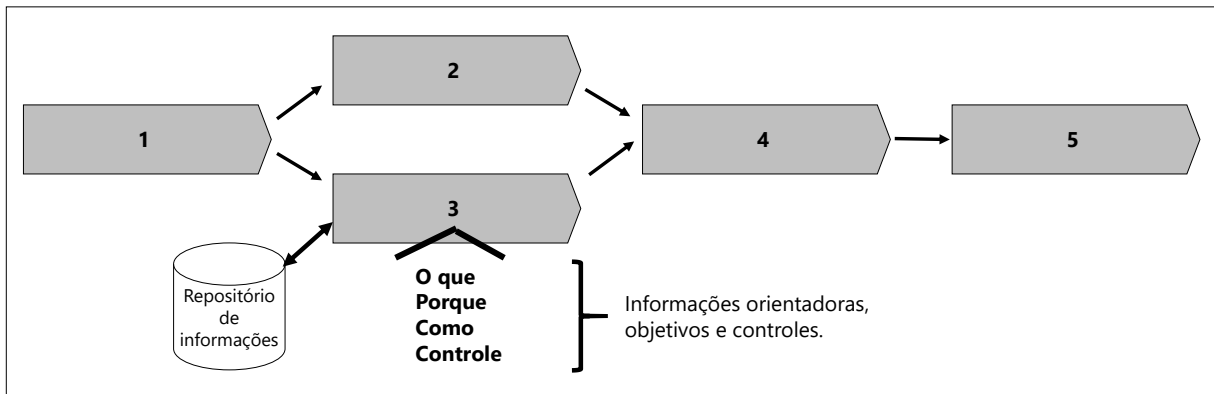 2
1
4
5
3
Repositório
de
informações
O que
Porque
Como
Controle
Informações orientadoras,
objetivos e controles.